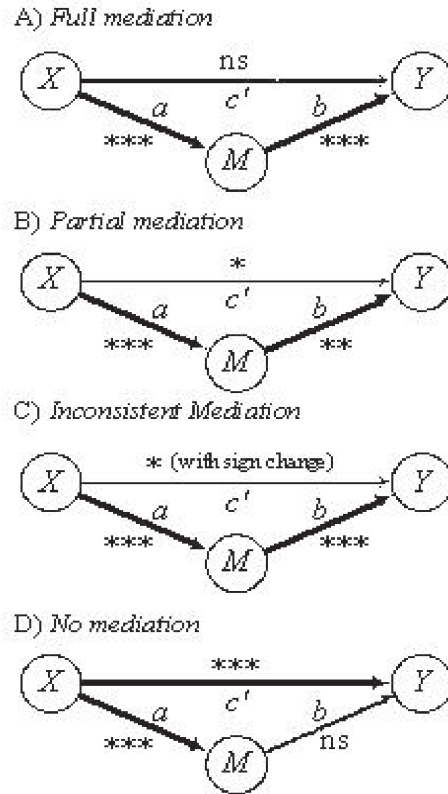 A) Full mediation
ns
X Y
a c' b
*** ***
M
B) Partial mediation
*
X Y
a c' b
*** **
M
C) Inconsistent Mediation
* (with sign change)
X Y
a c' b
*** ***
M
D) No mediation
***
X Y
a c' b
*** ns
M